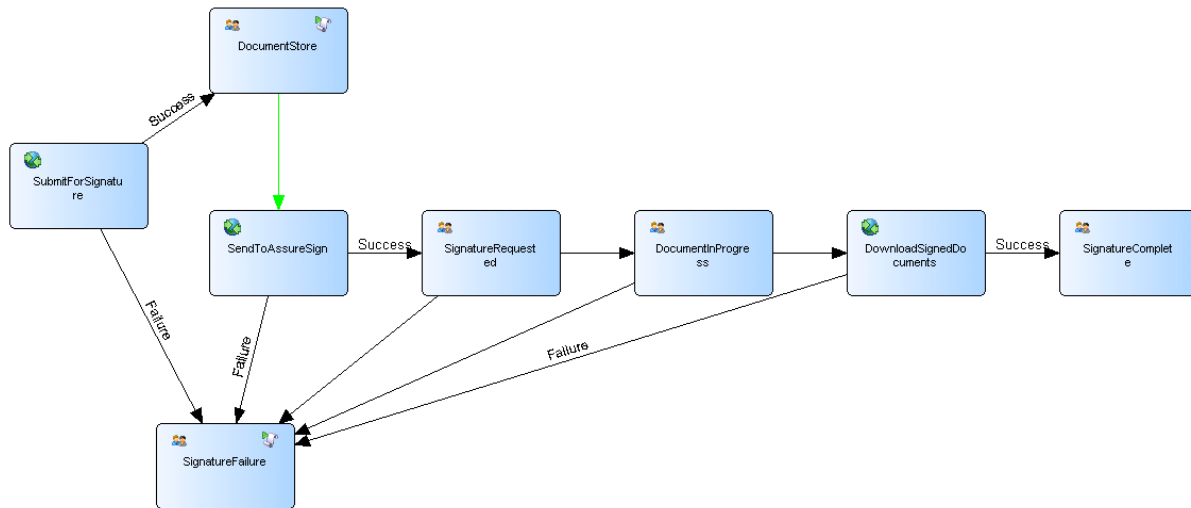 DocumentStore
Success
SubmitForSignatu
re
SendToAssureSign
Success
SignatureRequest
ed
DocumentInProgre
ss
DownloadSignedDo
cuments
Success
SignatureComplet
e
Failure
Failure
Failure
SignatureFailure